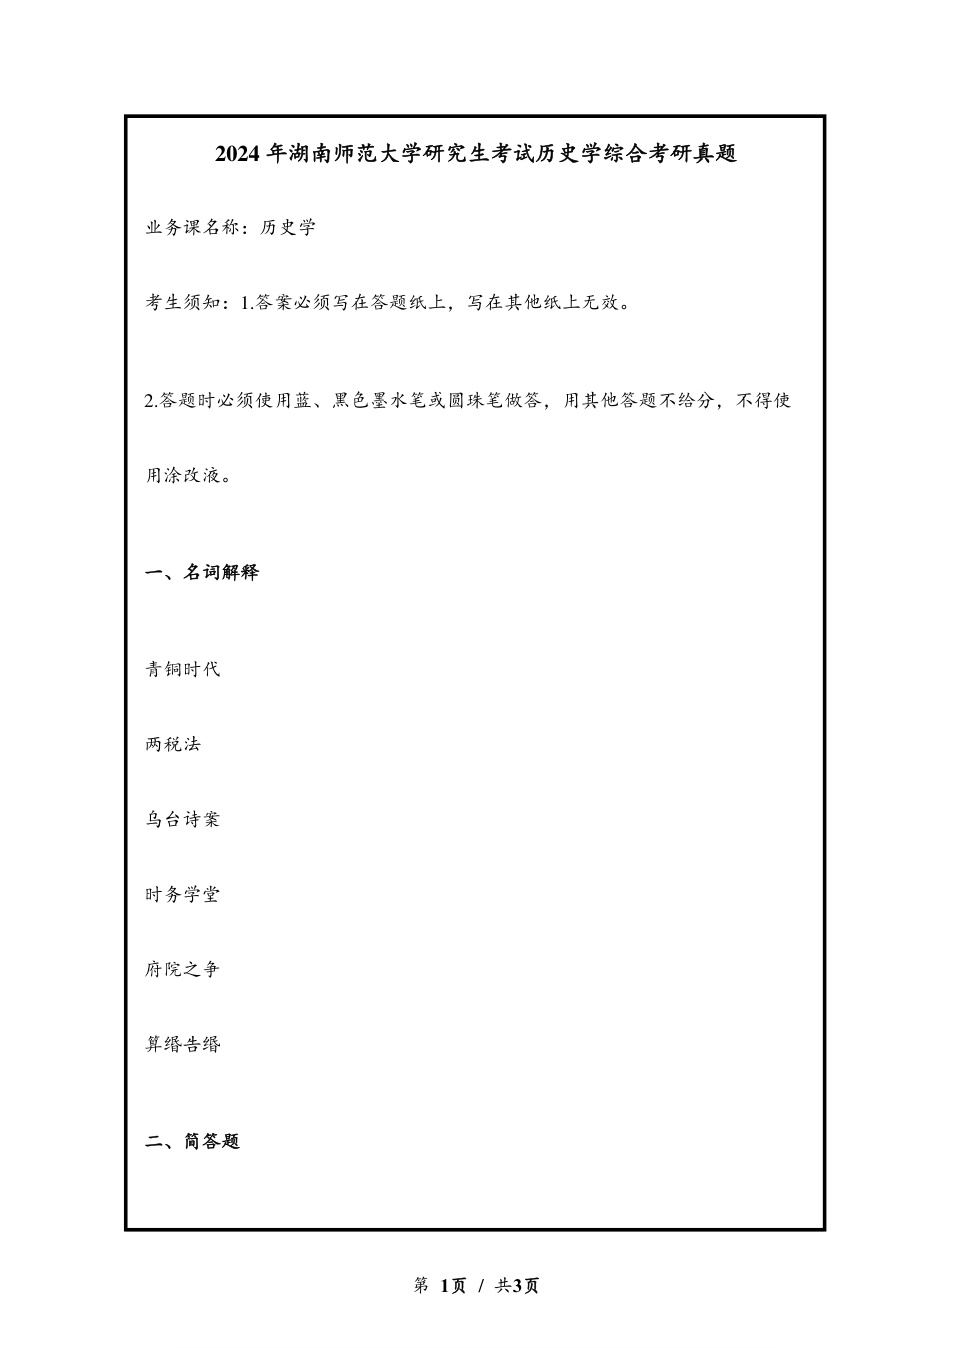 2024 年湖南师范大学研究生考试历史学综合考研真题
业务课名称：历史学
考生须知：1.答案必须写在答题纸上，写在其他纸上无效。
2.答题时必须使用蓝、黑色墨水笔或圆珠笔做答，用其他答题不给分，不得使
用涂改液。
一、名词解释
青铜时代
两税法
乌台诗案
时务学堂
府院之争
算缗告缗
二、简答题
第 1页 / 共3页